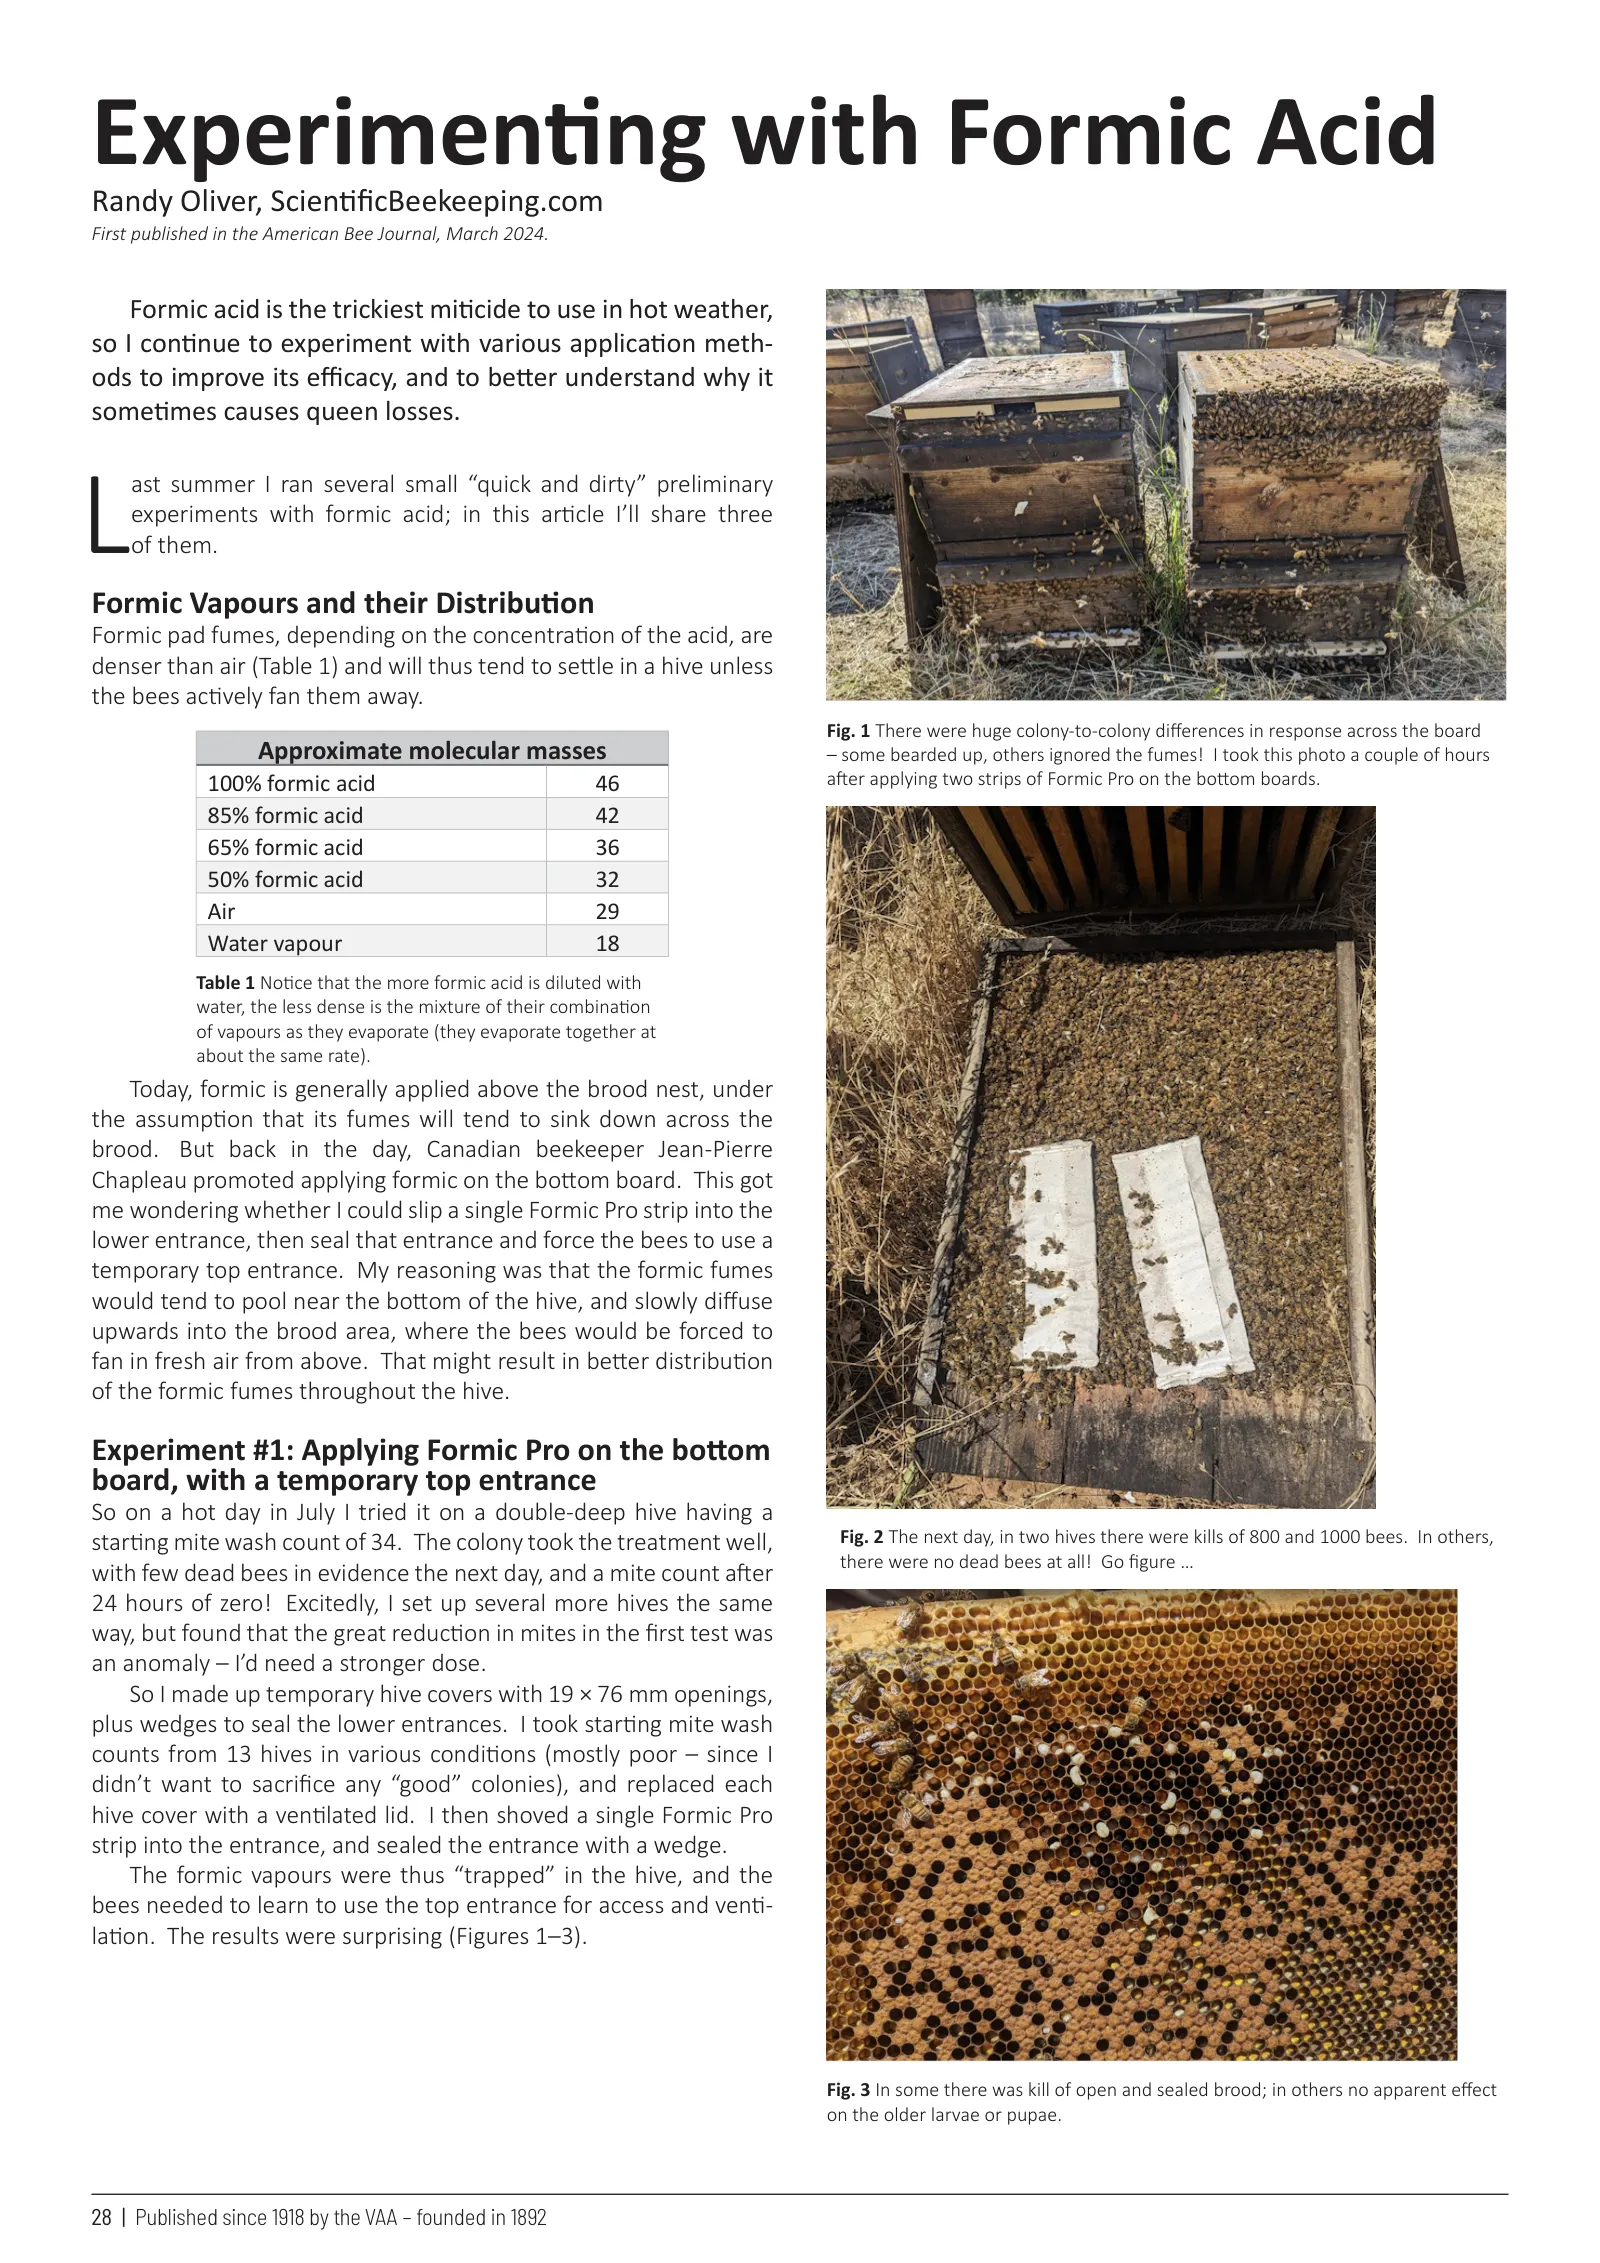 Experimenting with Formic Acid
Randy Oliver, ScientificBeekeeping.com
First published in the American Bee Journal, March 2024.
Formic acid is the trickiest miticide to use in hot weather,
so I continue to experiment with various application meth-
ods to improve its efficacy, and to better understand why it
sometimes causes queen losses.
Last summer I ran several small “quick and dirty” preliminary
experiments with formic acid; in this article I’ll share three
of them.
Formic Vapours and their Distribution
Formic pad fumes, depending on the concentration of the acid, are
denser than air (Table 1) and will thus tend to settle in a hive unless
the bees actively fan them away.
Approximate molecular masses
100% formic acid 46
85% formic acid 42
65% formic acid 36
50% formic acid 32
Air 29
Water vapour 18
Table 1 Notice that the more formic acid is diluted with
water, the less dense is the mixture of their combination
of vapours as they evaporate (they evaporate together at
about the same rate).
Today, formic is generally applied above the brood nest, under
the assumption that its fumes will tend to sink down across the
brood. But back in the day, Canadian beekeeper Jean-Pierre
Chapleau promoted applying formic on the bottom board. This got
me wondering whether I could slip a single Formic Pro strip into the
lower entrance, then seal that entrance and force the bees to use a
temporary top entrance. My reasoning was that the formic fumes
would tend to pool near the bottom of the hive, and slowly diffuse
upwards into the brood area, where the bees would be forced to
fan in fresh air from above. That might result in better distribution
of the formic fumes throughout the hive.
Experiment #1: Applying Formic Pro on the bottom
board, with a temporary top entrance
So on a hot day in July I tried it on a double-deep hive having a
starting mite wash count of 34. The colony took the treatment well,
with few dead bees in evidence the next day, and a mite count after
24 hours of zero! Excitedly, I set up several more hives the same
way, but found that the great reduction in mites in the first test was
an anomaly – I’d need a stronger dose.
So I made up temporary hive covers with 19 × 76 mm openings,
plus wedges to seal the lower entrances. I took starting mite wash
counts from 13 hives in various conditions (mostly poor – since I
didn’t want to sacrifice any “good” colonies), and replaced each
hive cover with a ventilated lid. I then shoved a single Formic Pro
strip into the entrance, and sealed the entrance with a wedge.
The formic vapours were thus “trapped” in the hive, and the
bees needed to learn to use the top entrance for access and venti-
lation. The results were surprising (Figures 1–3).
Fig. 1 There were huge colony-to-colony differences in response across the board
– some bearded up, others ignored the fumes! I took this photo a couple of hours
after applying two strips of Formic Pro on the bottom boards.
Fig. 2 The next day, in two hives there were kills of 800 and 1000 bees. In others,
there were no dead bees at all! Go figure ...
Fig. 3 In some there was kill of open and sealed brood; in others no apparent effect
on the older larvae or pupae.
28 | Published since 1918 by the VAA – founded in 1892